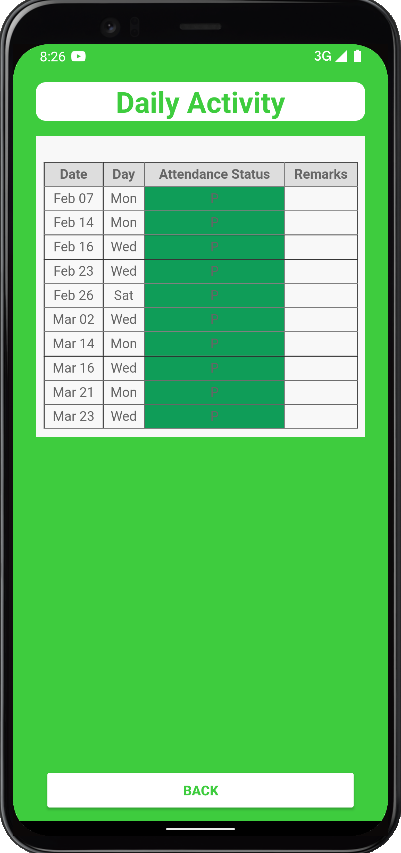 8:26 3G
Daily Activity
Date Day Attendance Status Remarks
Feb 07 Mon
Feb 14 Mon
Feb 16 Wed
Feb 23 Wed
Feb 26 Sat
Mar 02 Wed
Mar 14 Mon
Mar 16 Wed
Mar 21 Mon
Mar 23 Wed
BACK